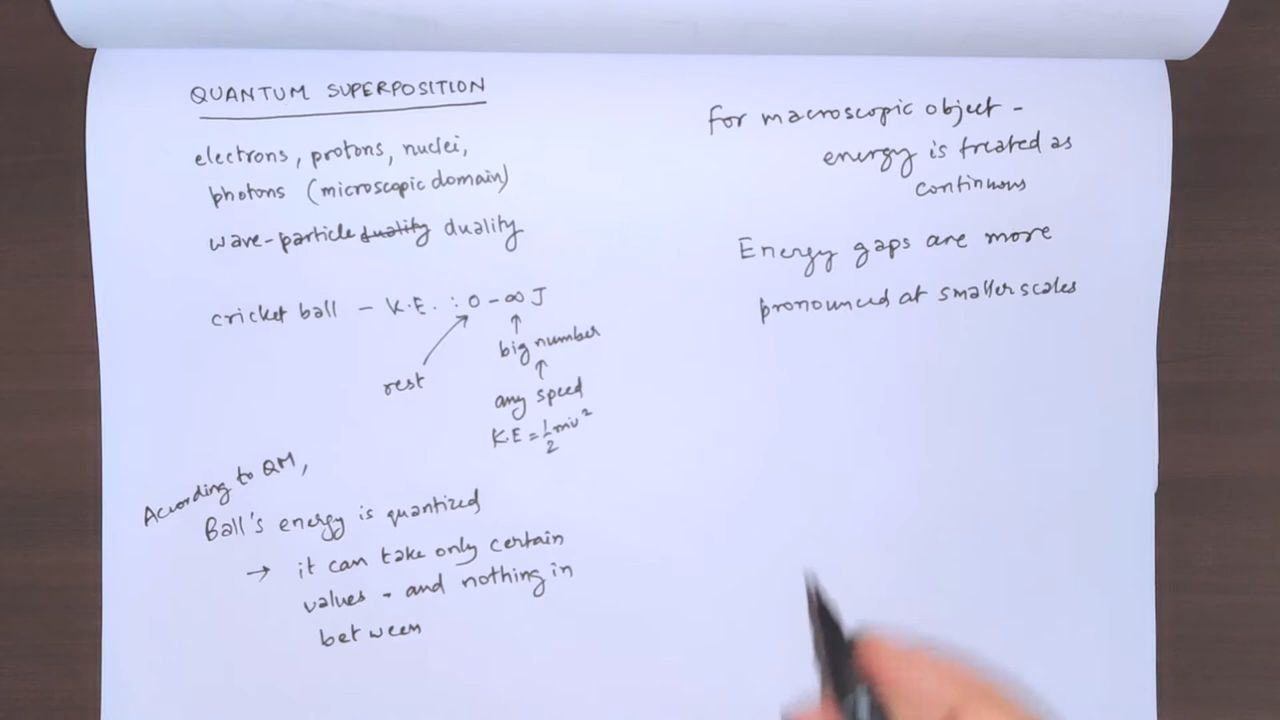 QUANTUM SUPERPOSITION
electrons, protons, nuclei,
photons (microscopic domain)
wave-particle duality duality
cricket ball - K.E. : 0 - ∞ J
rest
big number
any speed
K.E = 1/2 mv²
According to QM,
Ball's energy is quantized
→ it can take only certain
values - and nothing in
between
For macroscopic object -
energy is treated as
continuous
Energy gaps are more
pronounced at smaller scales